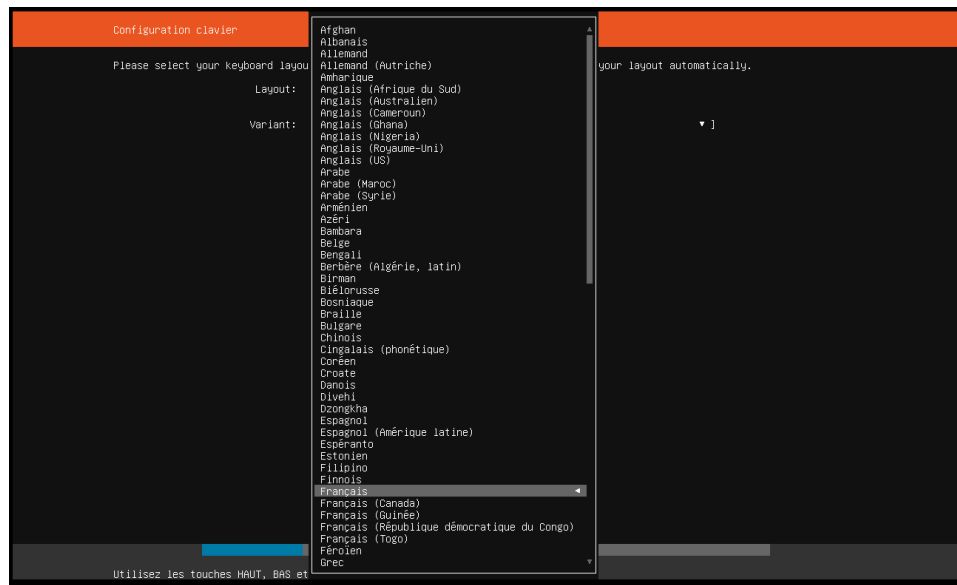 Configuration clavier
Please select your keyboard layou
your layout automatically.
Layout:
Variant:
▼ ]
Afghan
Albanais
Allemand
Allemand (Autriche)
Amharique
Anglais (Afrique du Sud)
Anglais (Australien)
Anglais (Cameroun)
Anglais (Ghana)
Anglais (Nigeria)
Anglais (Royaume-Uni)
Anglais (US)
Arabe
Arabe (Maroc)
Arabe (Syrie)
Arménien
Azéri
Bambara
Belge
Bengali
Berbère (Algérie, latin)
Birman
Biélorusse
Bosniaque
Braille
Bulgare
Chinois
Cingalais (phonétique)
Coréen
Croate
Danois
Divehi
Dzongkha
Espagnol
Espagnol (Amérique latine)
Espéranto
Estonien
Filipino
Finnois
Français
Français (Canada)
Français (Guinée)
Français (République démocratique du Congo)
Français (Togo)
Féroïen
Grec
Utilisez les touches HAUT, BAS et